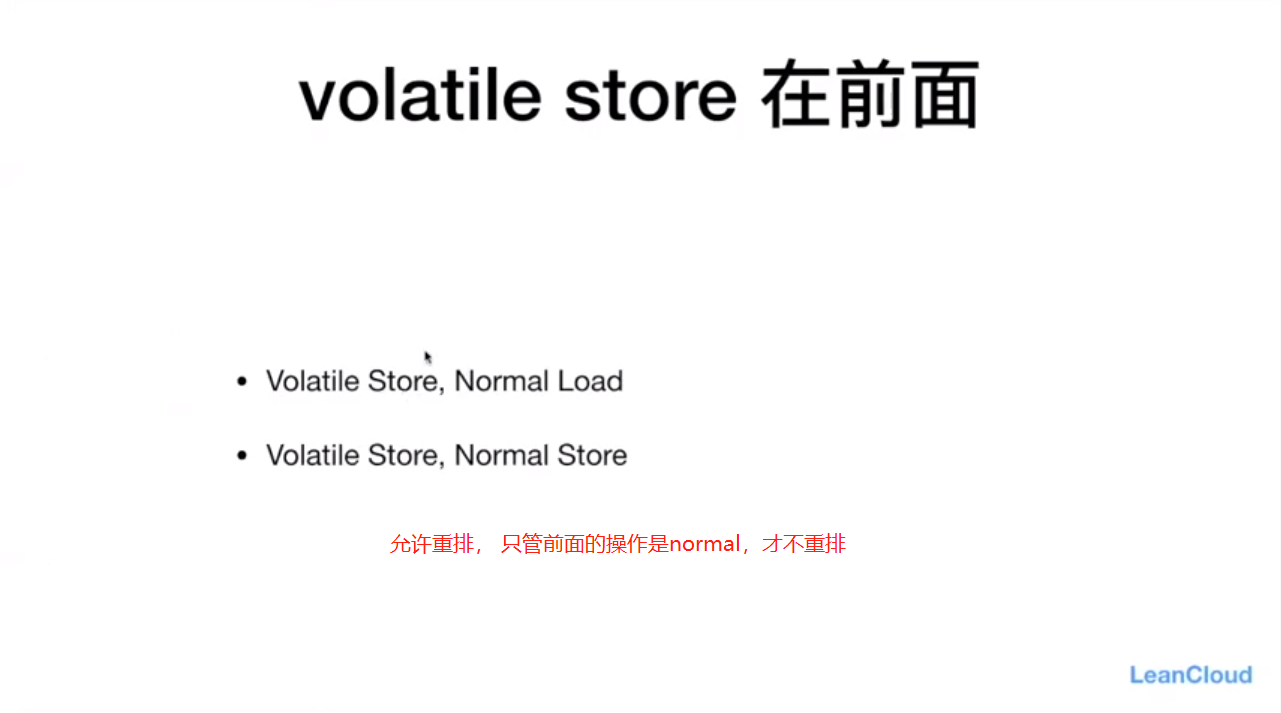 volatile store 在前面
• Volatile Store, Normal Load
• Volatile Store, Normal Store
允许重排， 只管前面的操作是normal，才不重排
LeanCloud